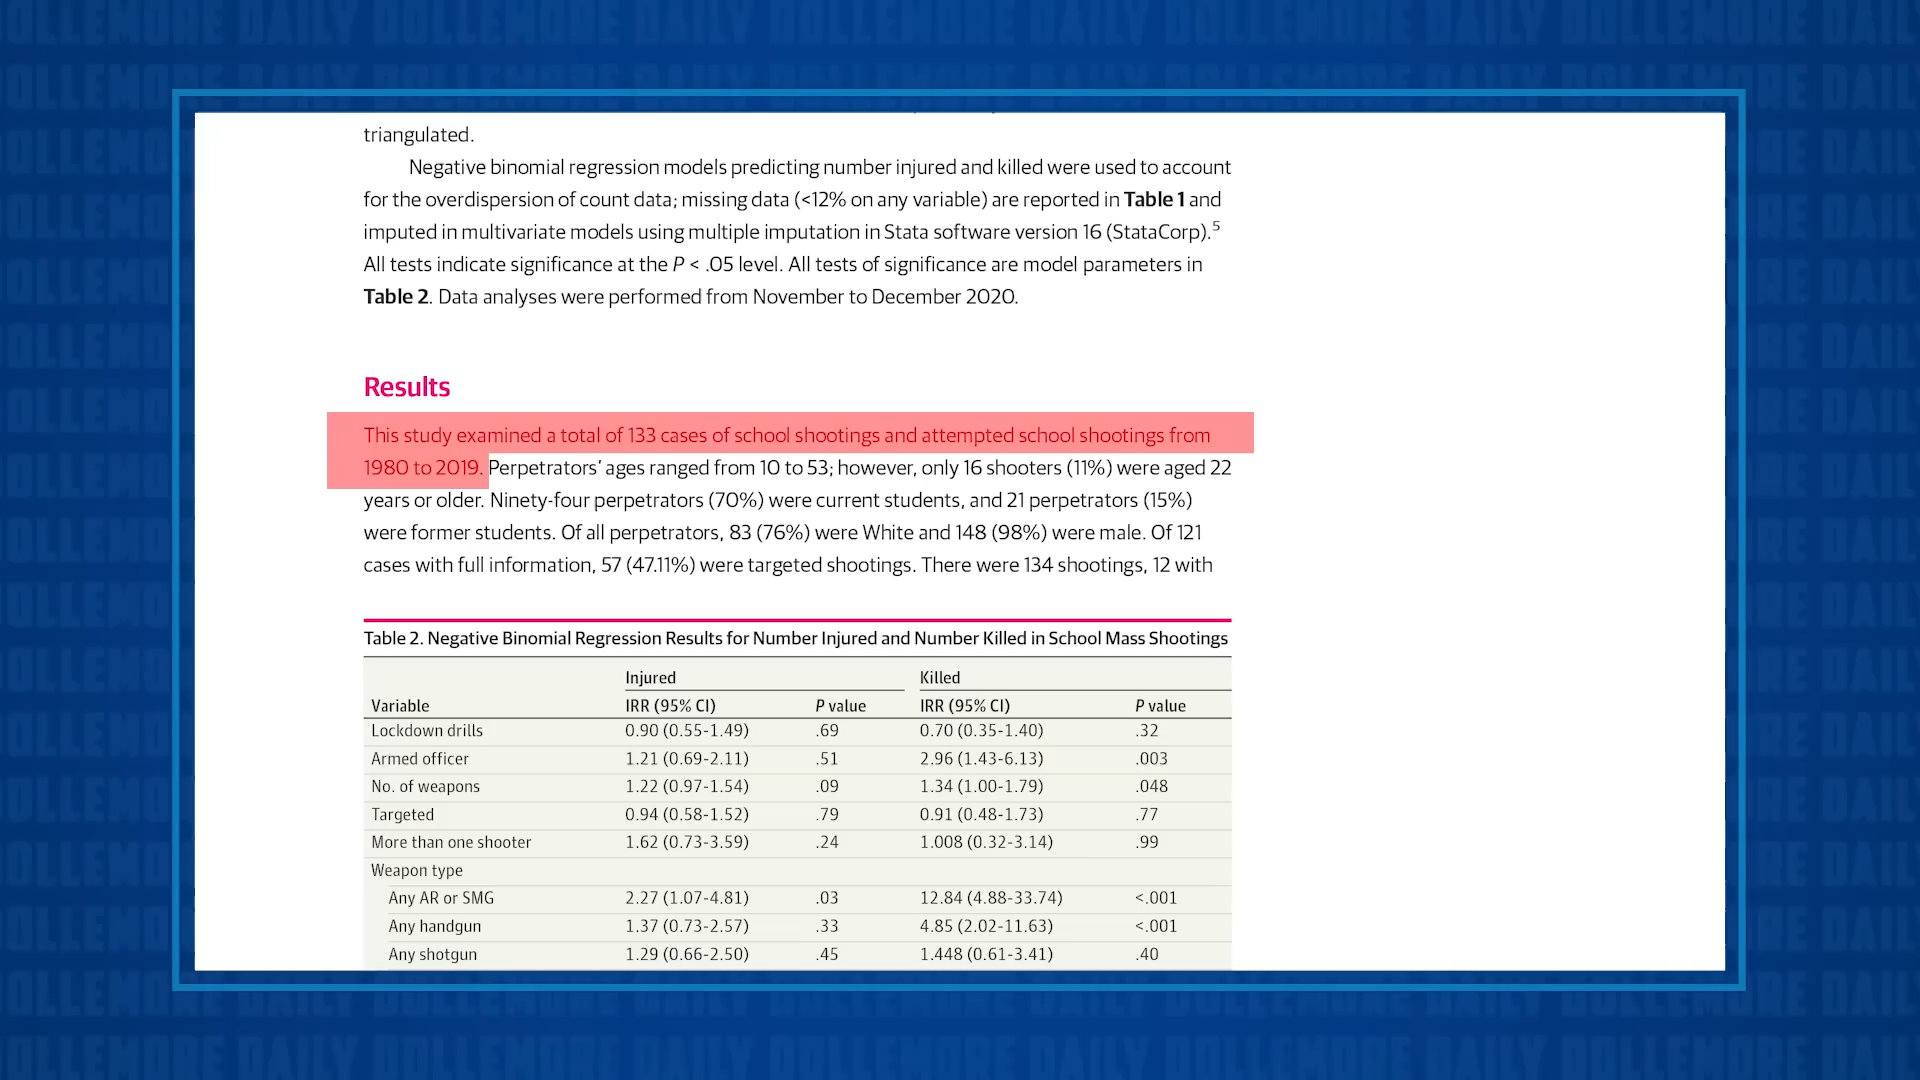 DOLLEMORE DAILY
triangulated.
Negative binomial regression models predicting number injured and killed were used to account
for the overdispersion of count data; missing data (<12% on any variable) are reported in Table 1 and
imputed in multivariate models using multiple imputation in Stata software version 16 (StataCorp).5
All tests indicate significance at the P < .05 level. All tests of significance are model parameters in
Table 2. Data analyses were performed from November to December 2020.
Results
This study examined a total of 133 cases of school shootings and attempted school shootings from
1980 to 2019. Perpetrators' ages ranged from 10 to 53; however, only 16 shooters (11%) were aged 22
years or older. Ninety-four perpetrators (70%) were current students, and 21 perpetrators (15%)
were former students. Of all perpetrators, 83 (76%) were White and 148 (98%) were male. Of 121
cases with full information, 57 (47.11%) were targeted shootings. There were 134 shootings, 12 with
Table 2. Negative Binomial Regression Results for Number Injured and Number Killed in School Mass Shootings
Injured Killed
Variable IRR (95% CI) P value IRR (95% CI) P value
Lockdown drills 0.90 (0.55-1.49) .69 0.70 (0.35-1.40) .32
Armed officer 1.21 (0.69-2.11) .51 2.96 (1.43-6.13) .003
No. of weapons 1.22 (0.97-1.54) .09 1.34 (1.00-1.79) .048
Targeted 0.94 (0.58-1.52) .79 0.91 (0.48-1.73) .77
More than one shooter 1.62 (0.73-3.59) .24 1.008 (0.32-3.14) .99
Weapon type
Any AR or SMG 2.27 (1.07-4.81) .03 12.84 (4.88-33.74) <.001
Any handgun 1.37 (0.73-2.57) .33 4.85 (2.02-11.63) <.001
Any shotgun 1.29 (0.66-2.50) .45 1.448 (0.61-3.41) .40